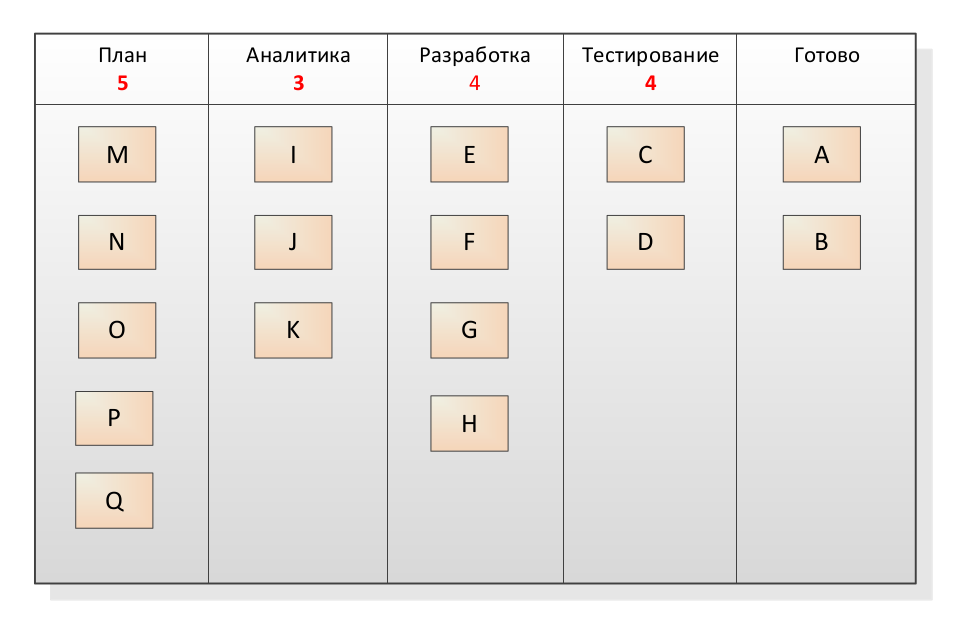 План Аналитика Разработка Тестирование Готово
5 3 4 4
M I E C A
N J F D B
O K G
P H
Q